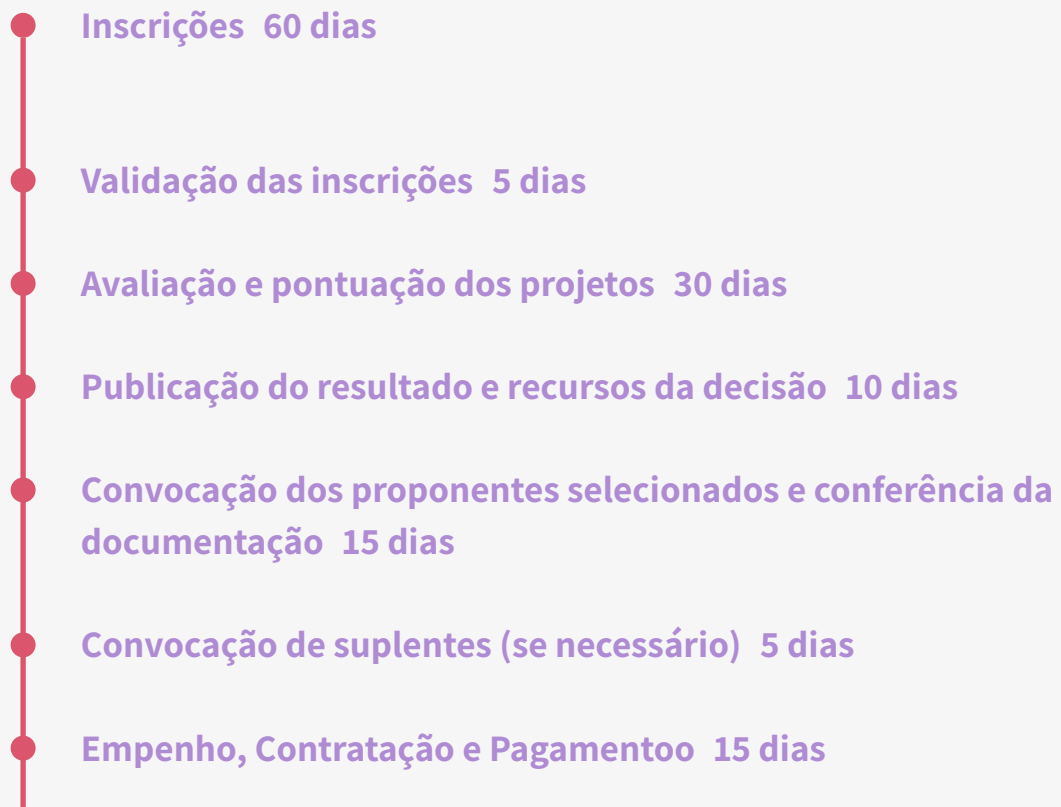 Inscrições 60 dias
Validação das inscrições 5 dias
Avaliação e pontuação dos projetos 30 dias
Publicação do resultado e recursos da decisão 10 dias
Convocação dos proponentes selecionados e conferência da
documentação 15 dias
Convocação de suplentes (se necessário) 5 dias
Empenho, Contratação e Pagamentoo 15 dias